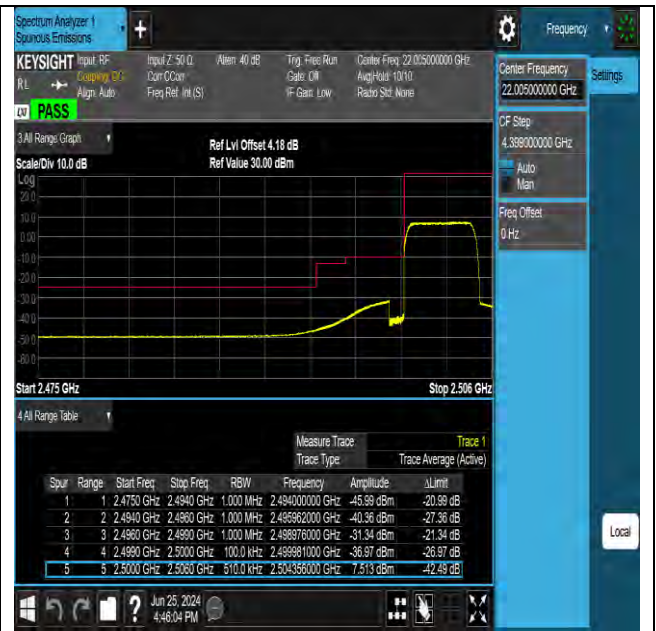 Spectrum Analyzer 1
Spurious Emissions
+
Frequency
KEYSIGHT Input: RF Input Z: 50 Ω Atten: 40 dB Trig: Free Run Center Freq: 22.005000000 GHz
RL Coupling: DC Corr CCorr Gate: Off Avg|Hold: 10/10
Align: Auto Freq Ref: Int (S) IF Gain: Low Radio Std: None
PASS
Center Frequency
22.005000000 GHz
Settings
CF Step
4.399000000 GHz
Auto
Man
Freq Offset
0 Hz
3 All Range Graph
Ref Lvl Offset 4.18 dB
Scale/Div 10.0 dB Ref Value 30.00 dBm
Log
20.0
10.0
0.00
-10.0
-20.0
-30.0
-40.0
-50.0
-60.0
Start 2.475 GHz Stop 2.506 GHz
4 All Range Table
Measure Trace Trace 1
Trace Type Trace Average (Active)
Spur Range Start Freq Stop Freq RBW Frequency Amplitude ΔLimit
1 1 2.4750 GHz 2.4940 GHz 1.000 MHz 2.494000000 GHz -45.99 dBm -20.99 dB
2 2 2.4940 GHz 2.4960 GHz 1.000 MHz 2.495962000 GHz -40.36 dBm -27.36 dB
3 3 2.4960 GHz 2.4990 GHz 1.000 MHz 2.498976000 GHz -31.34 dBm -21.34 dB
4 4 2.4990 GHz 2.5000 GHz 100.0 kHz 2.499981000 GHz -36.97 dBm -26.97 dB
5 5 2.5000 GHz 2.5060 GHz 510.0 kHz 2.504356000 GHz 7.513 dBm -42.49 dB
Local
?
Jun 25, 2024
4:46:04 PM